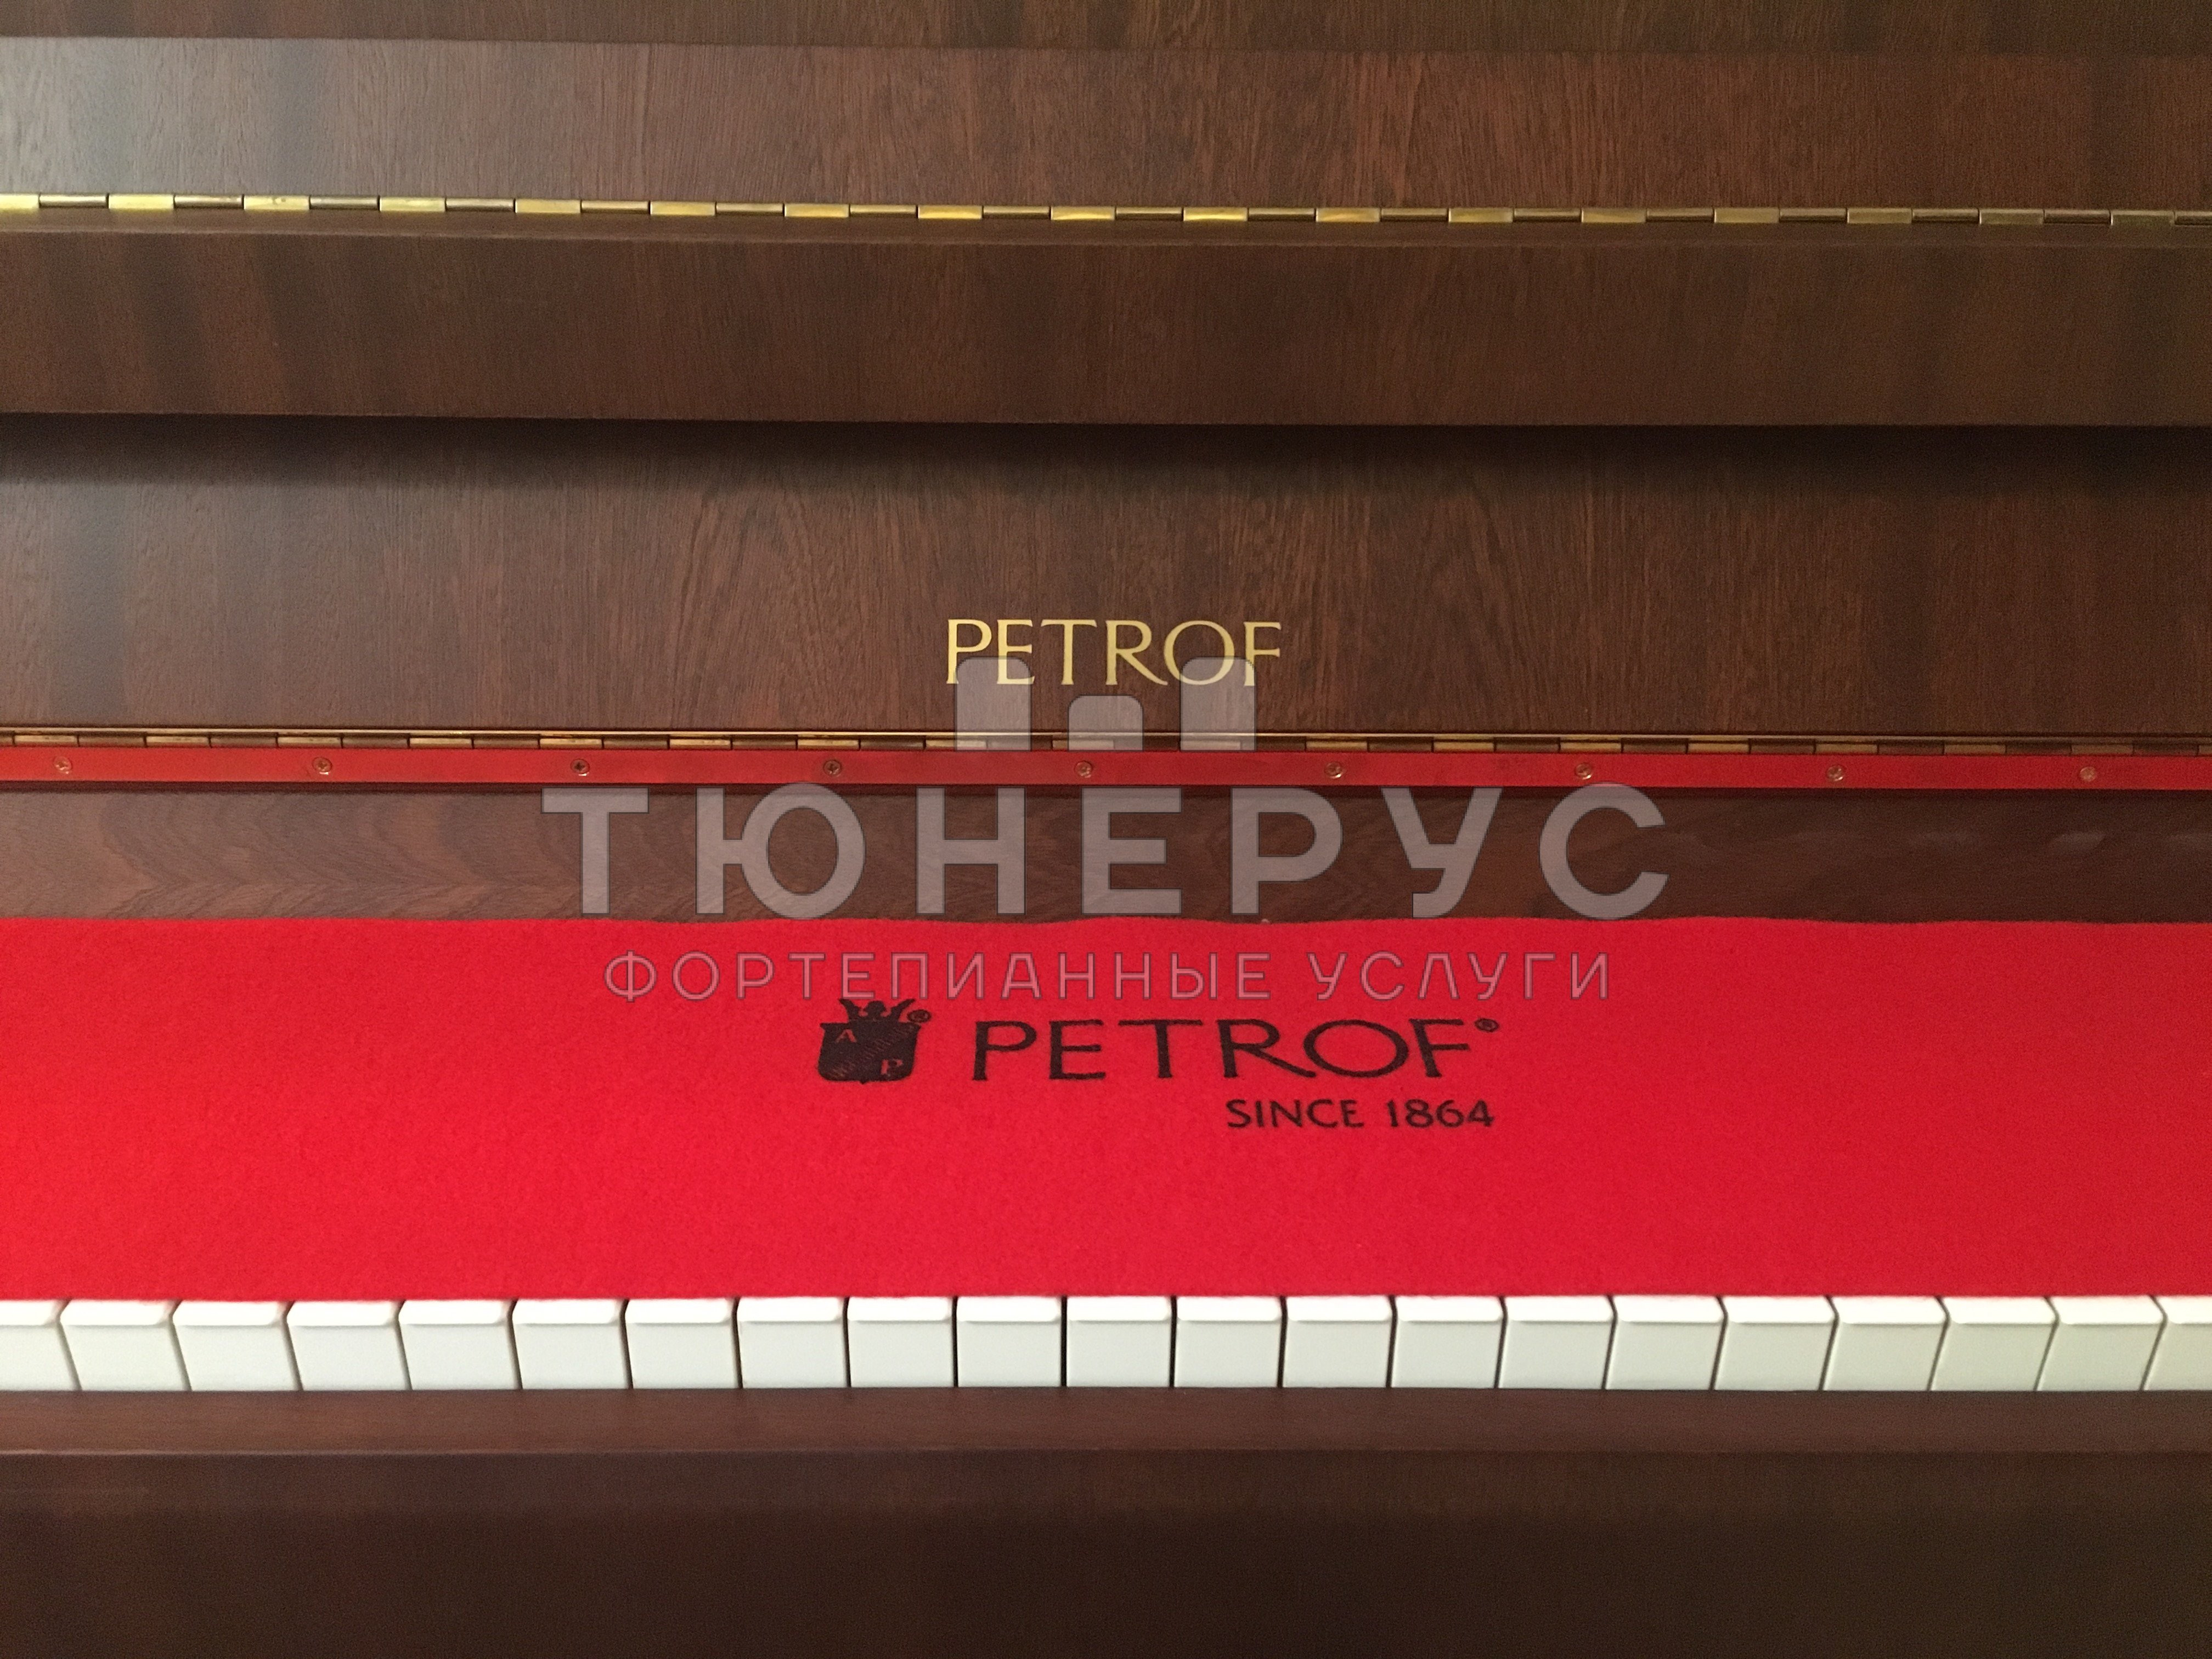 PETROF
ТЮНЕРУС
ФОРТЕПИАННЫЕ УСЛУГИ
A P ® PETROF®
SINCE 1864